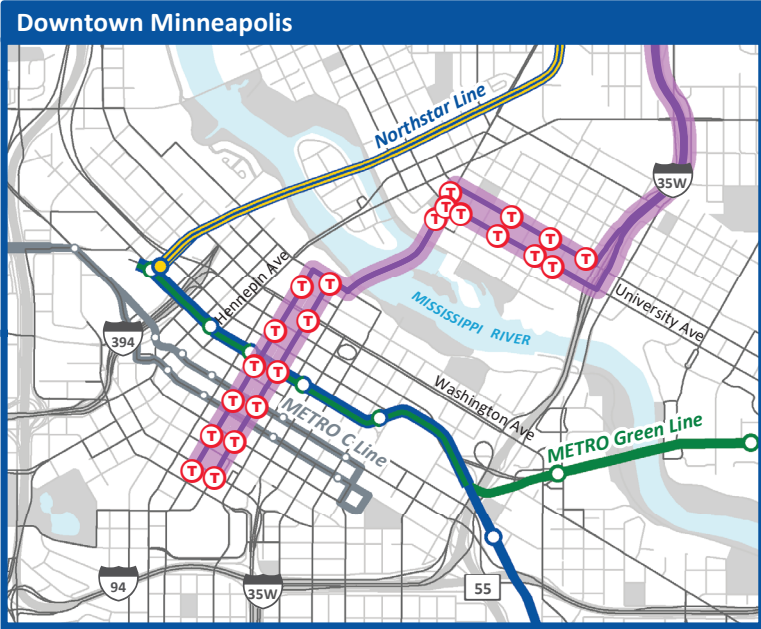 Downtown Minneapolis
Northstar Line
35W
T
T
T
T
T
T
T
T
T
T
Hennepin Ave
T
T
MISSISSIPPI RIVER
University Ave
T
T
394
T
T
Washington Ave
T
T
METRO C Line
METRO Green Line
T
T
T
T
94
35W
55